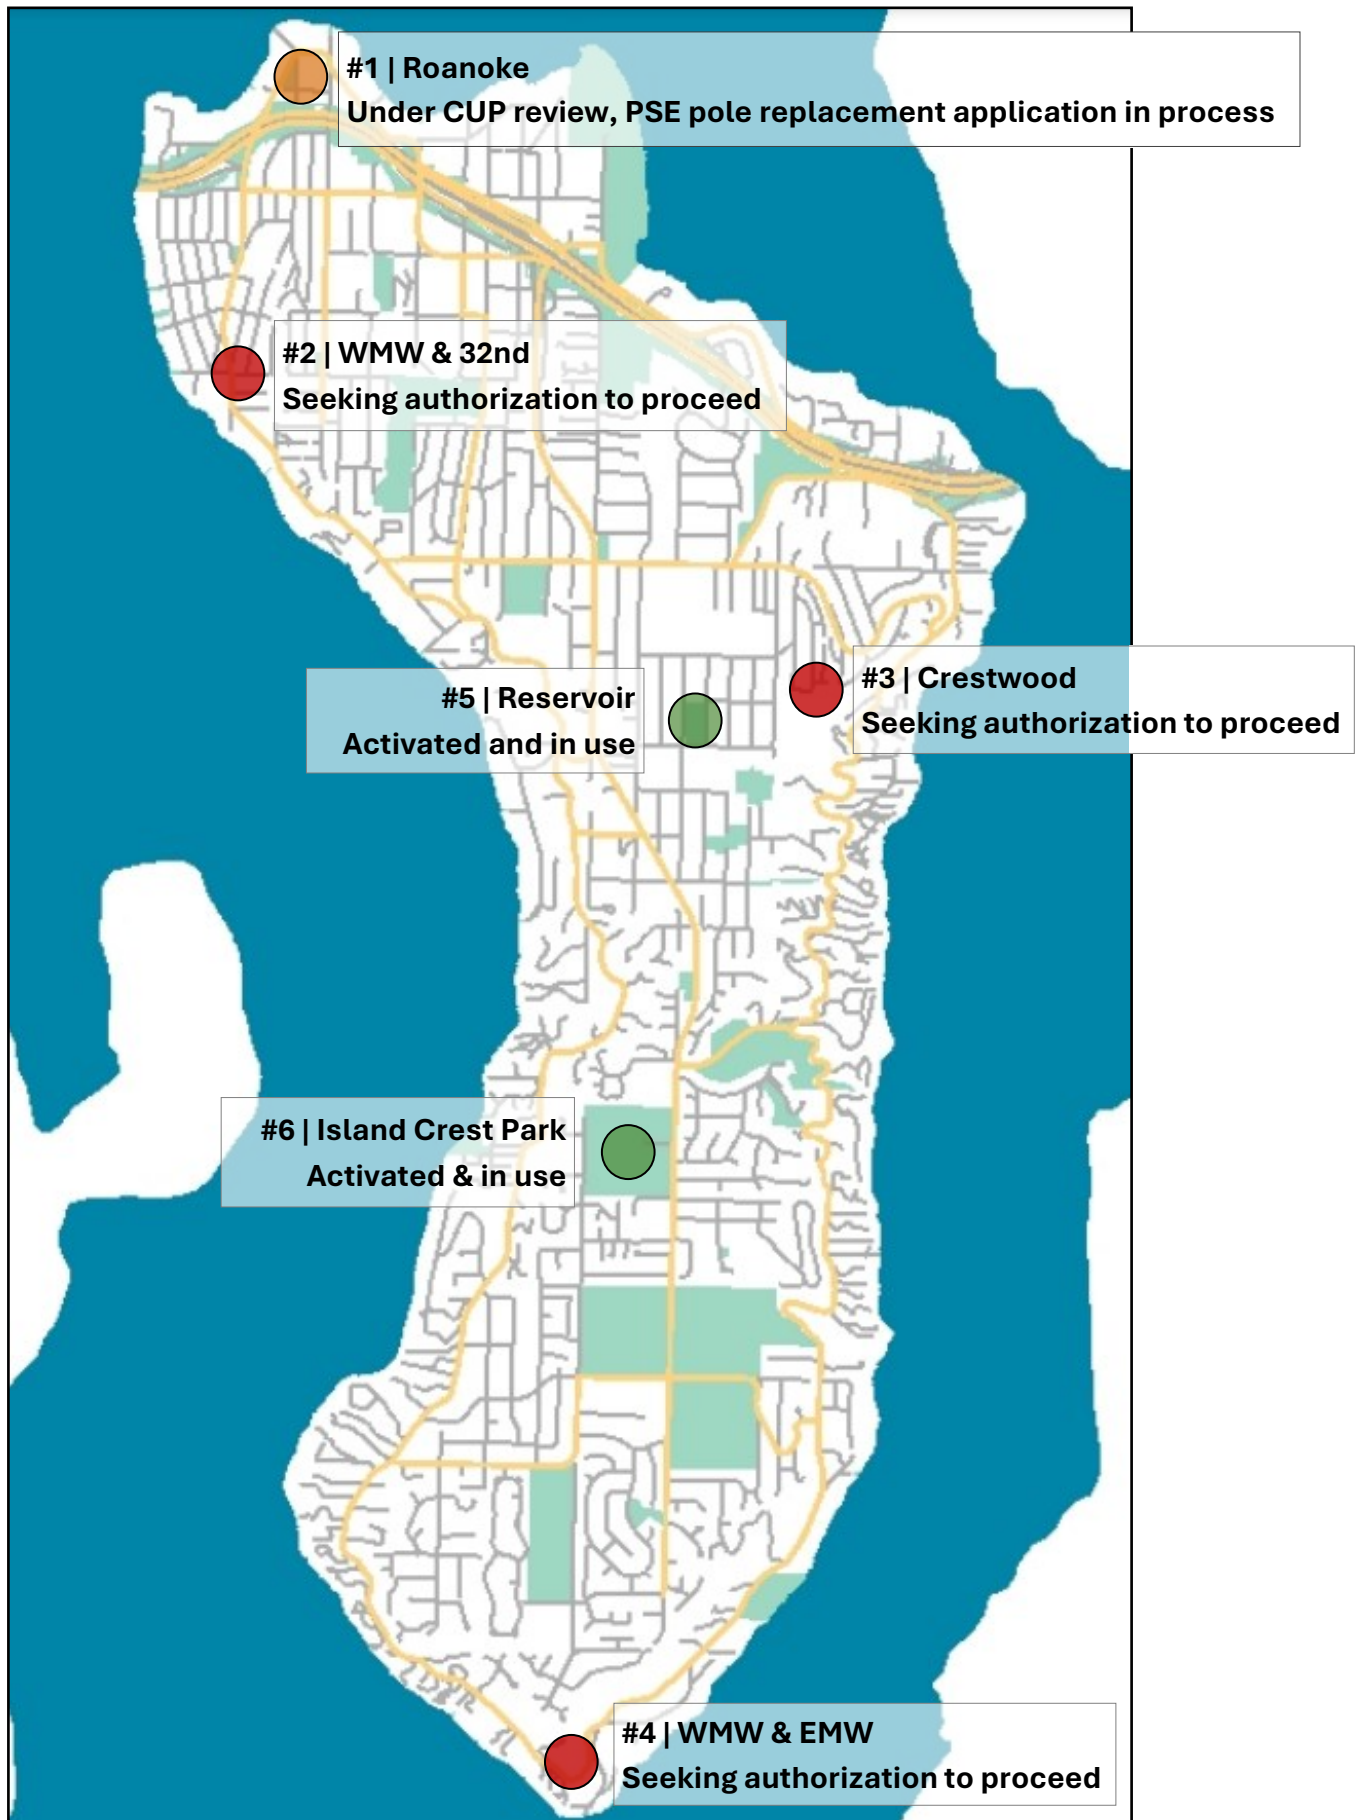 #1 | Roanoke
Under CUP review, PSE pole replacement application in process
#2 | WMW & 32nd
Seeking authorization to proceed
#3 | Crestwood
Seeking authorization to proceed
#5 | Reservoir
Activated and in use
#6 | Island Crest Park
Activated & in use
#4 | WMW & EMW
Seeking authorization to proceed